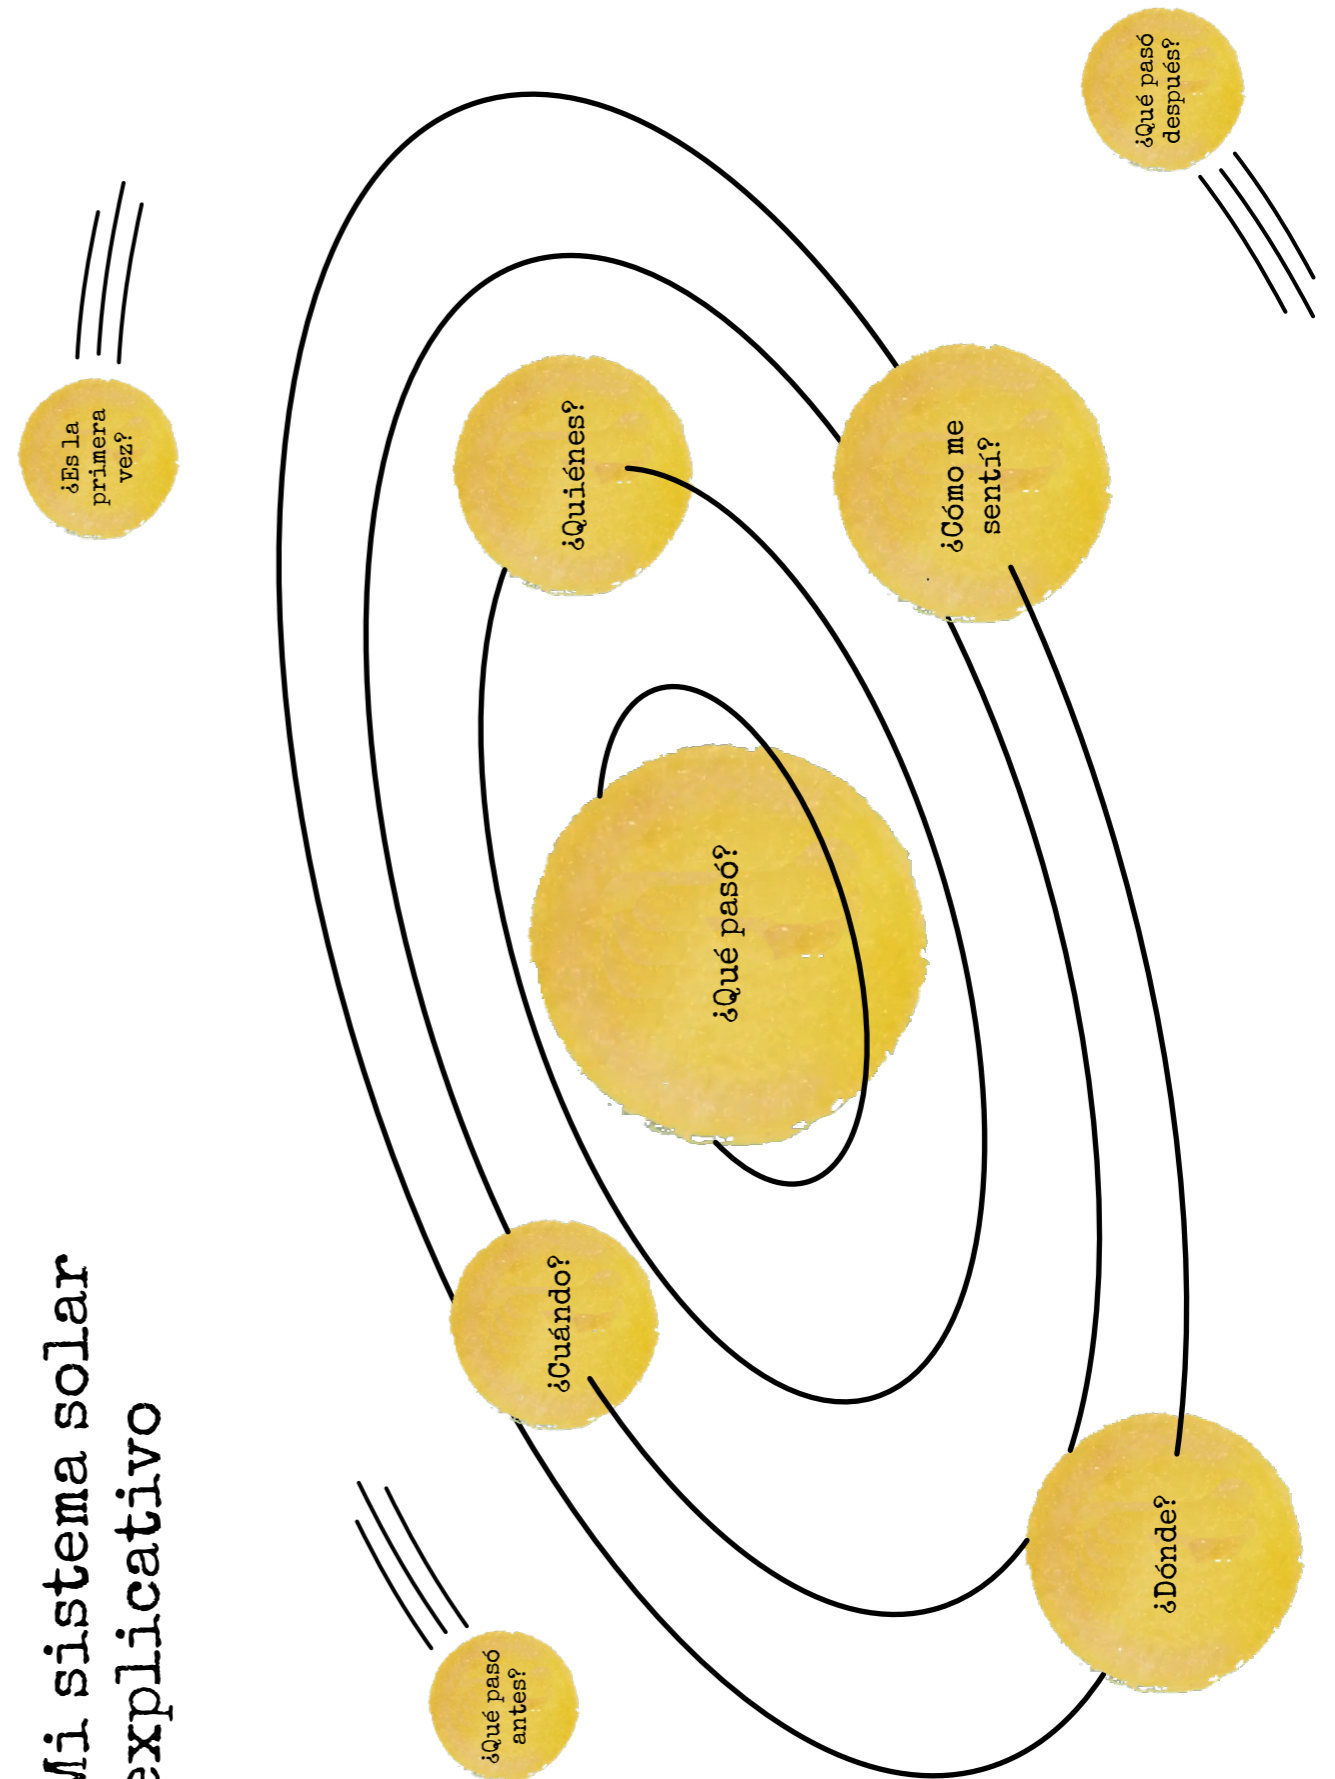 Mi sistema solar
explicativo
¿Es la
primera
vez?
¿Qué pasó
antes?
¿Cuándo?
¿Quiénes?
¿Qué pasó?
¿Cómo me
sentí?
¿Dónde?
¿Qué pasó
después?